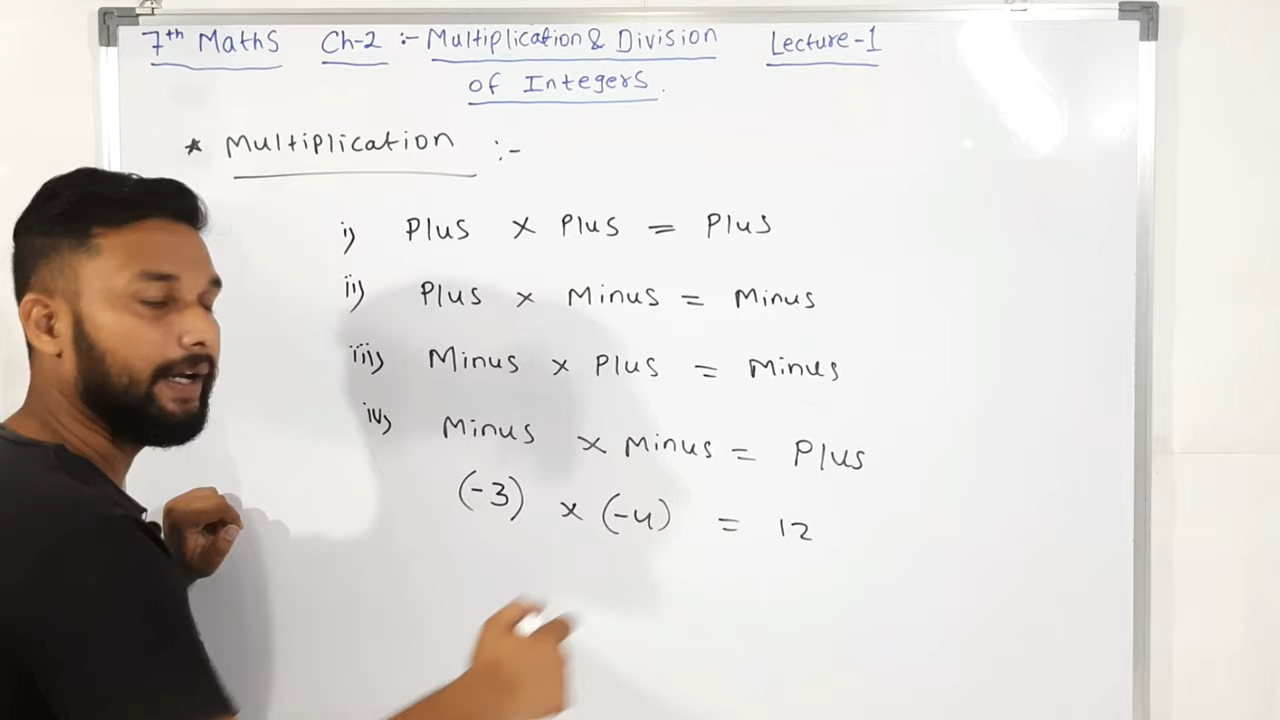 7th Maths Ch-2 :- Multiplication & Division Lecture-1
of Integers.
* Multiplication :-
i) Plus × Plus = Plus
ii) Plus × Minus = Minus
iii) Minus × Plus = Minus
iv) Minus × Minus = Plus
(-3) × (-4) = 12